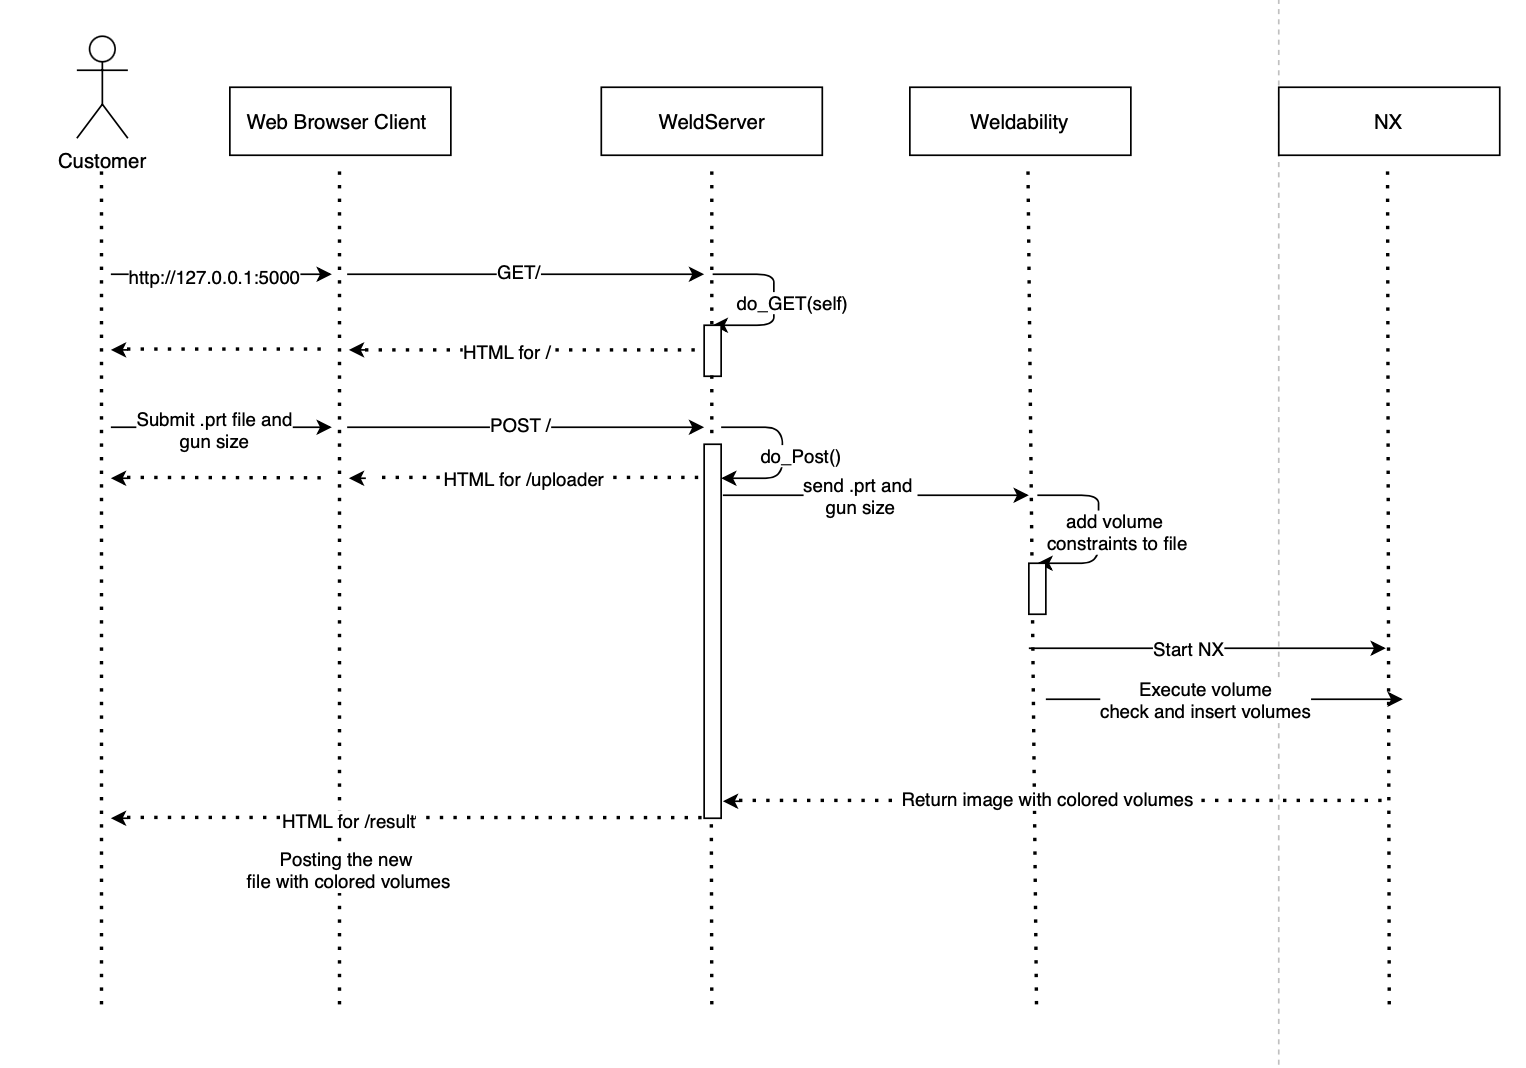 Customer
Web Browser Client
WeldServer
Weldability
NX
http://127.0.0.1:5000
GET/
do_GET(self)
HTML for /
Submit .prt file and
gun size
POST /
do_Post()
HTML for /uploader
send .prt and
gun size
add volume
constraints to file
Start NX
Execute volume
check and insert volumes
Return image with colored volumes
HTML for /result
Posting the new
file with colored volumes